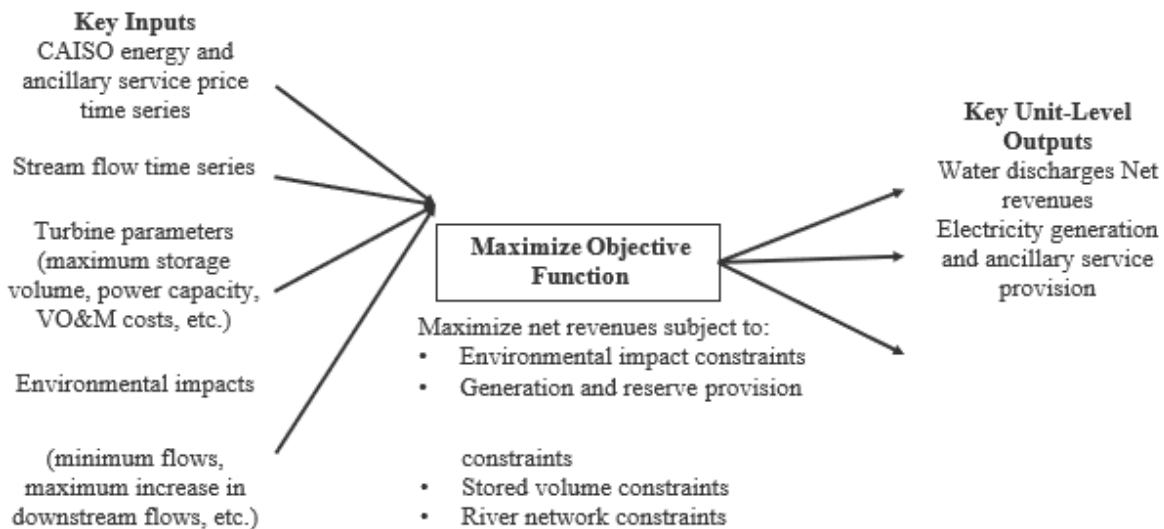 Key Inputs
CAISO energy and
ancillary service price
time series
Stream flow time series
Turbine parameters
(maximum storage
volume, power capacity,
VO&M costs, etc.)
Environmental impacts
(minimum flows,
maximum increase in
downstream flows, etc.)
Maximize Objective
Function
Maximize net revenues subject to:
• Environmental impact constraints
• Generation and reserve provision
constraints
• Stored volume constraints
• River network constraints
Key Unit-Level
Outputs
Water discharges Net
revenues
Electricity generation
and ancillary service
provision